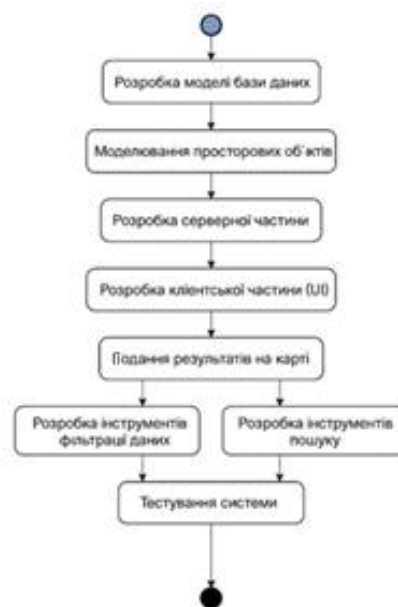 Розробка моделі бази даних
Моделювання просторових об'єктів
Розробка серверної частини
Розробка клієнтської частини (UI)
Подання результатів на карті
Розробка інструментів
фільтрації даних
Розробка інструментів
пошуку
Тестування системи